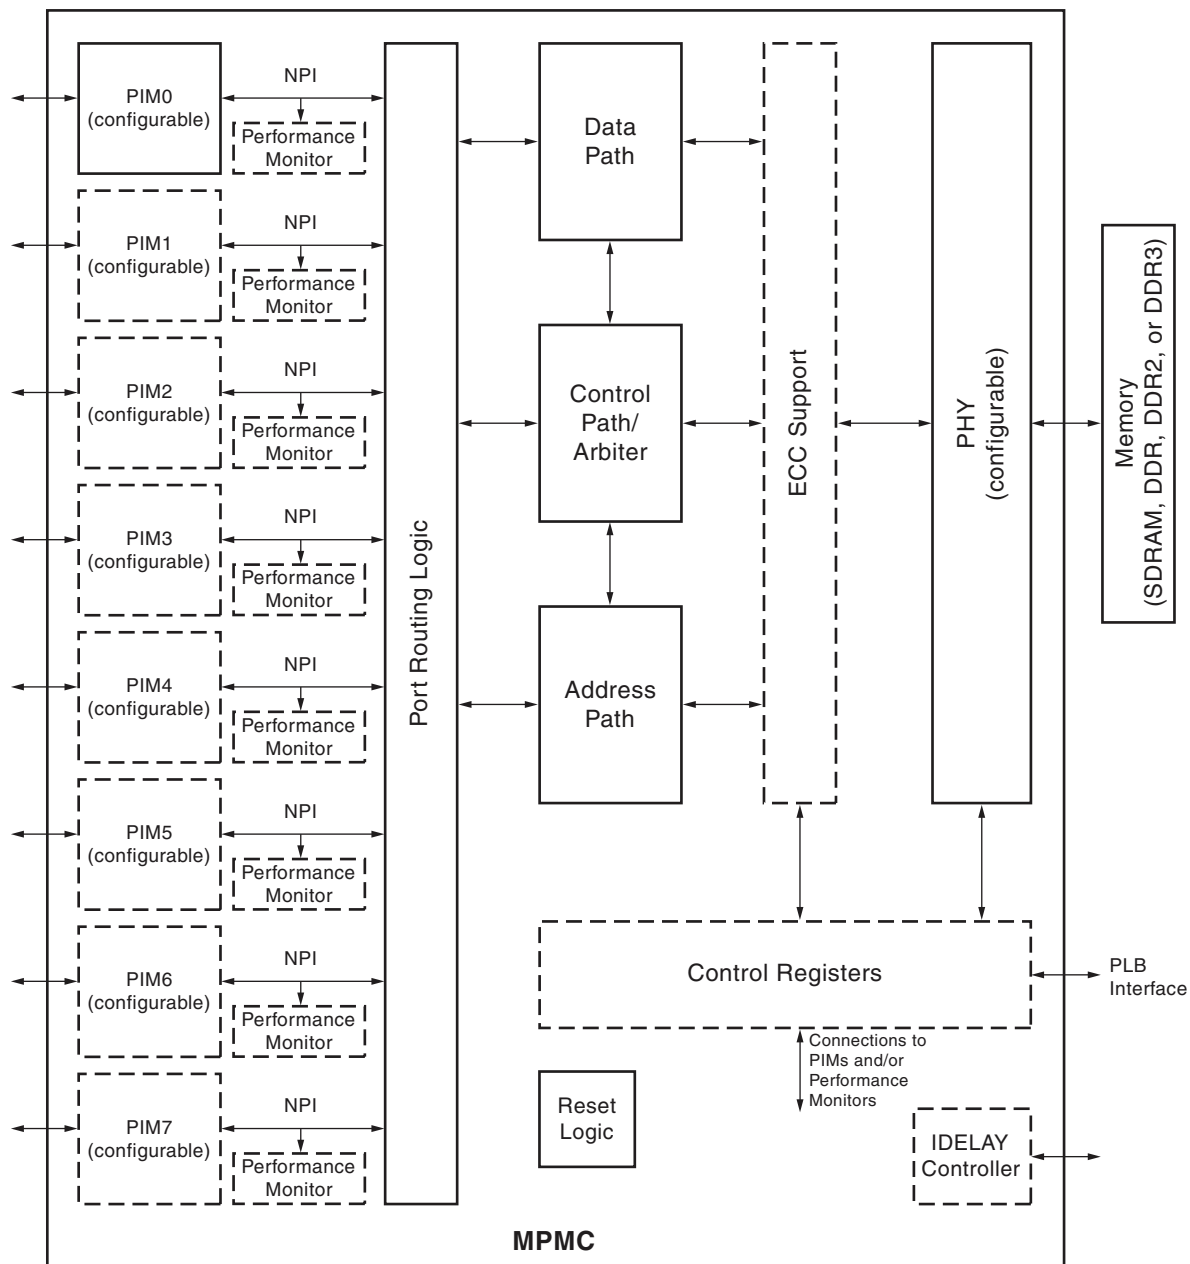 NPI
PIM0
(configurable)
Performance
Monitor
NPI
PIM1
(configurable)
Performance
Monitor
NPI
PIM2
(configurable)
Performance
Monitor
NPI
PIM3
(configurable)
Performance
Monitor
NPI
PIM4
(configurable)
Performance
Monitor
NPI
PIM5
(configurable)
Performance
Monitor
NPI
PIM6
(configurable)
Performance
Monitor
NPI
PIM7
(configurable)
Performance
Monitor
Port Routing Logic
Data
Path
Control
Path/
Arbiter
Address
Path
ECC Support
PHY
(configurable)
Memory
(SDRAM, DDR, DDR2, or DDR3)
Control Registers
PLB
Interface
Connections to
PIMs and/or
Performance
Monitors
Reset
Logic
IDELAY
Controller
MPMC